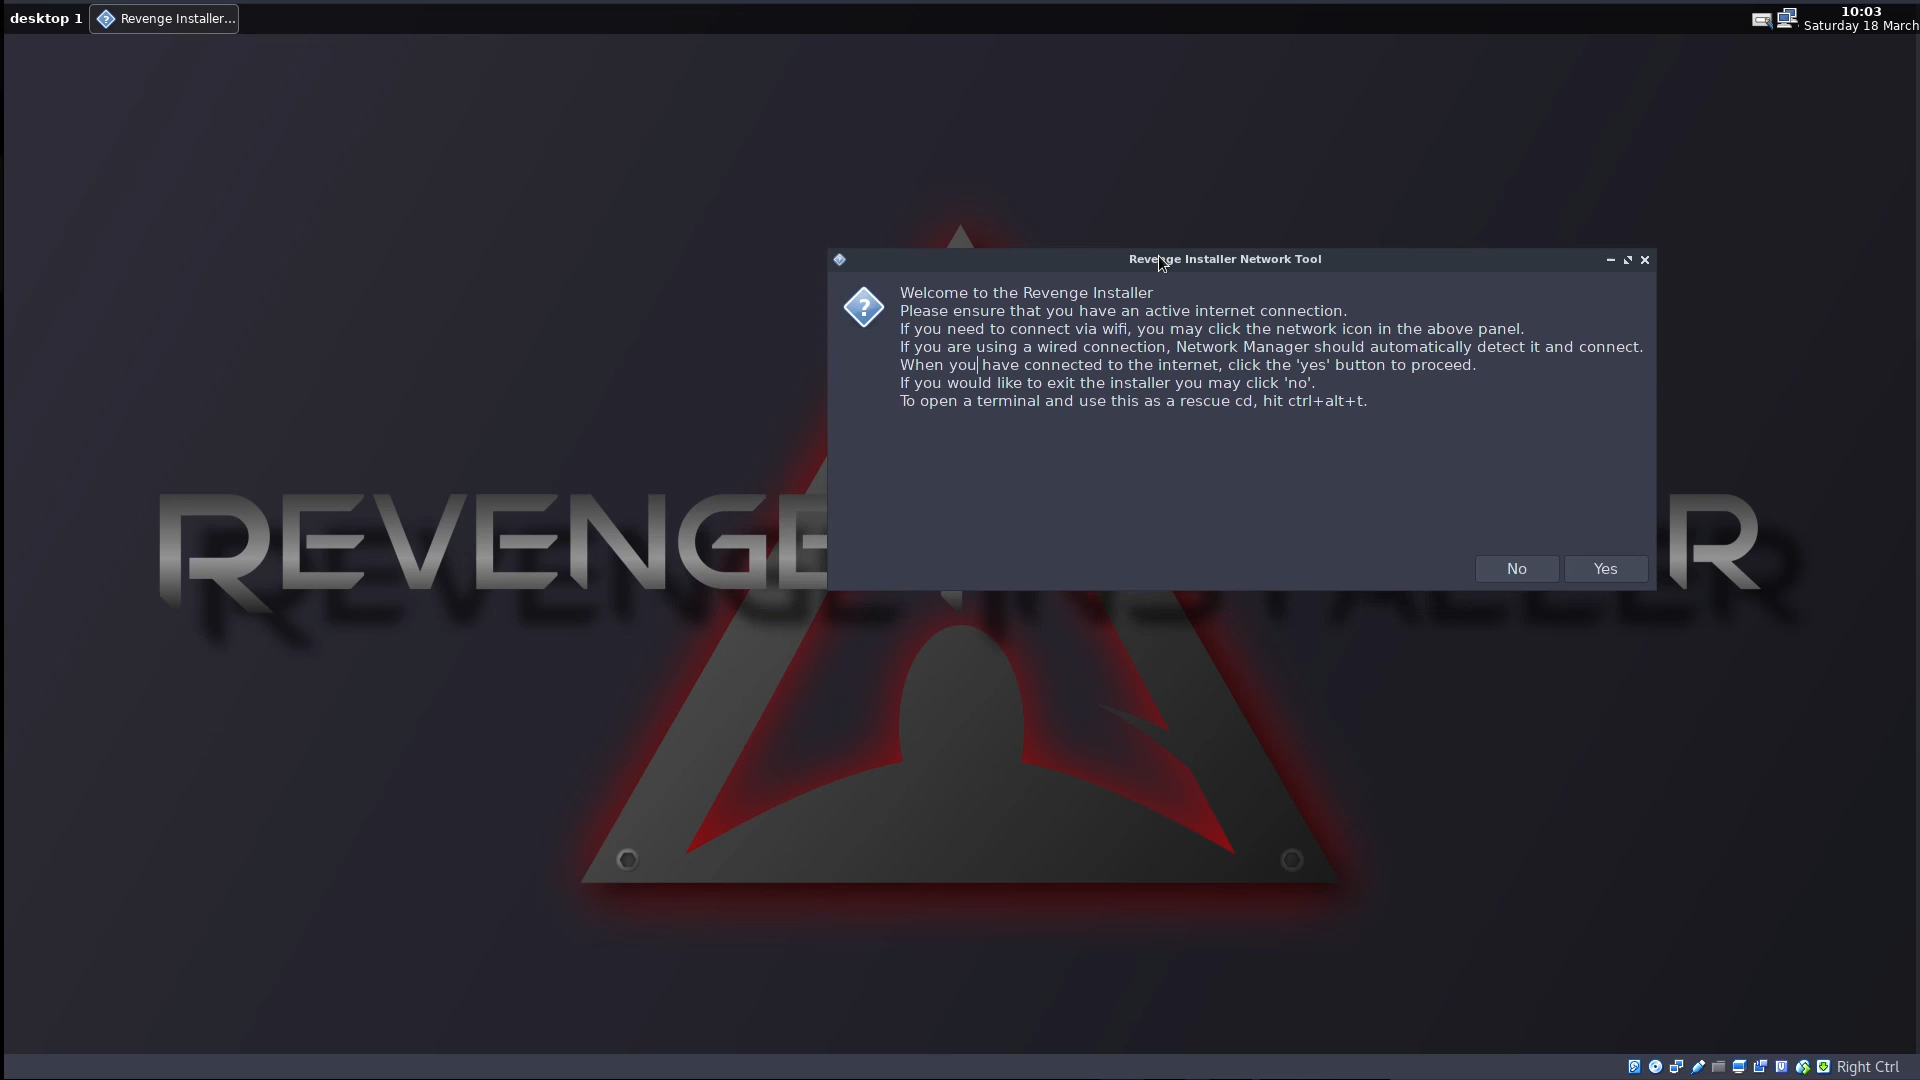 desktop 1
Revenge Installer...
10:03
Saturday 18 March
Revenge Installer Network Tool
Welcome to the Revenge Installer
Please ensure that you have an active internet connection.
If you need to connect via wifi, you may click the network icon in the above panel.
If you are using a wired connection, Network Manager should automatically detect it and connect.
When you have connected to the internet, click the 'yes' button to proceed.
If you would like to exit the installer you may click 'no'.
To open a terminal and use this as a rescue cd, hit ctrl+alt+t.
No
Yes
REVENGE
R
Right Ctrl